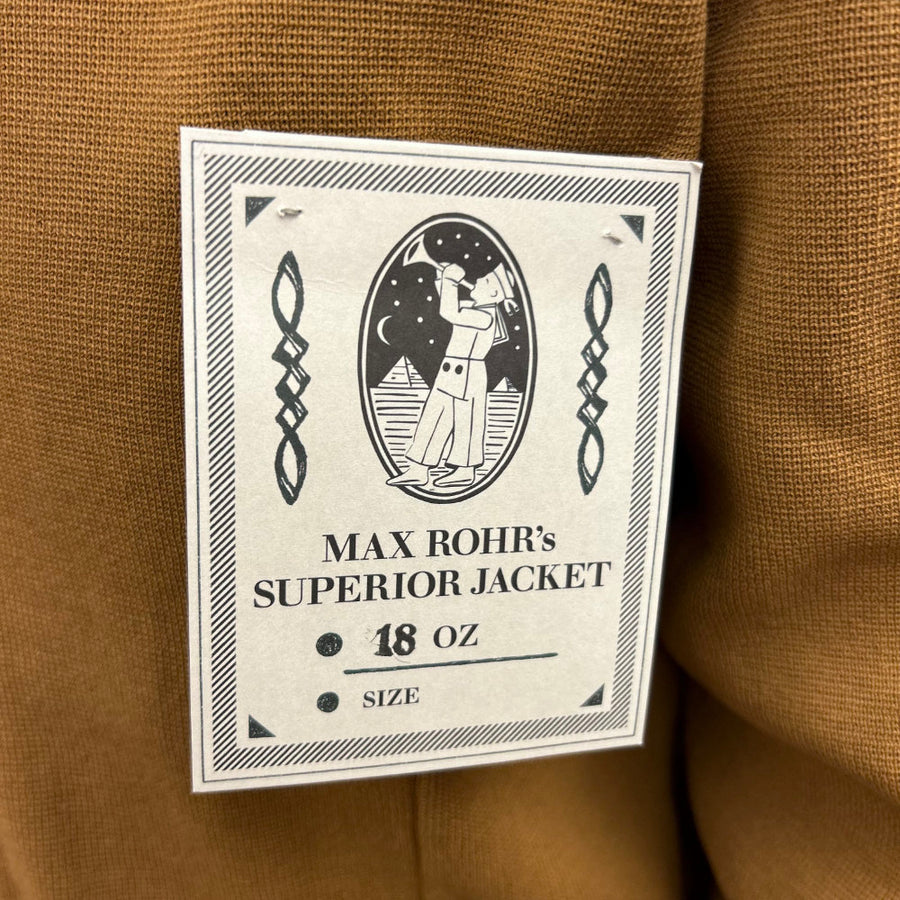 MAX ROHR's
SUPERIOR JACKET
18 OZ
SIZE